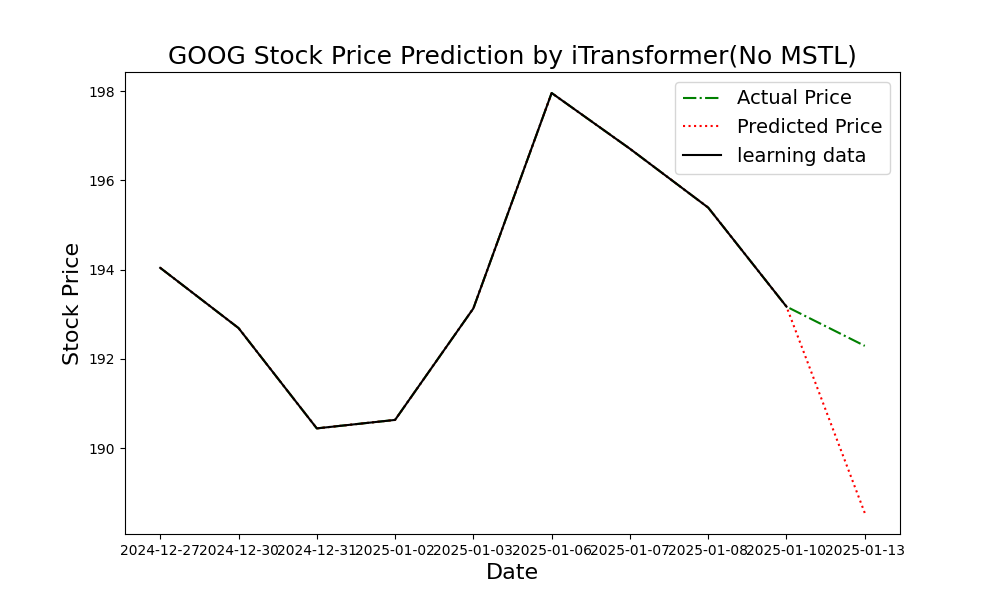 GOOG Stock Price Prediction by iTransformer(No MSTL)
Actual Price
Predicted Price
learning data
198
196
194
192
190
Stock Price
2024-12-27 2024-12-30 2024-12-31 2025-01-02 2025-01-03 2025-01-06 2025-01-07 2025-01-08 2025-01-10 2025-01-13
Date